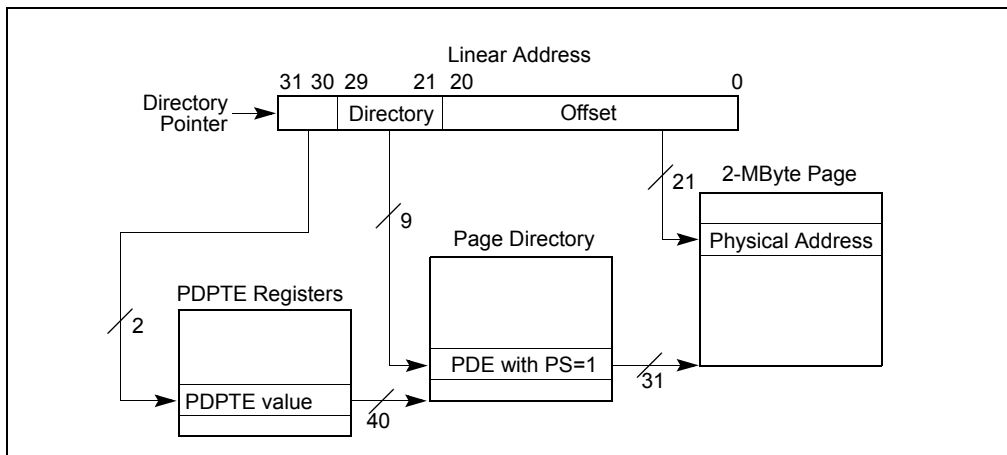 Linear Address
31 30 29 21 20 0
Directory Pointer
Directory
Offset
21
2-MByte Page
9
Page Directory
Physical Address
PDPTE Registers
2
PDE with PS=1
31
PDPTE value
40